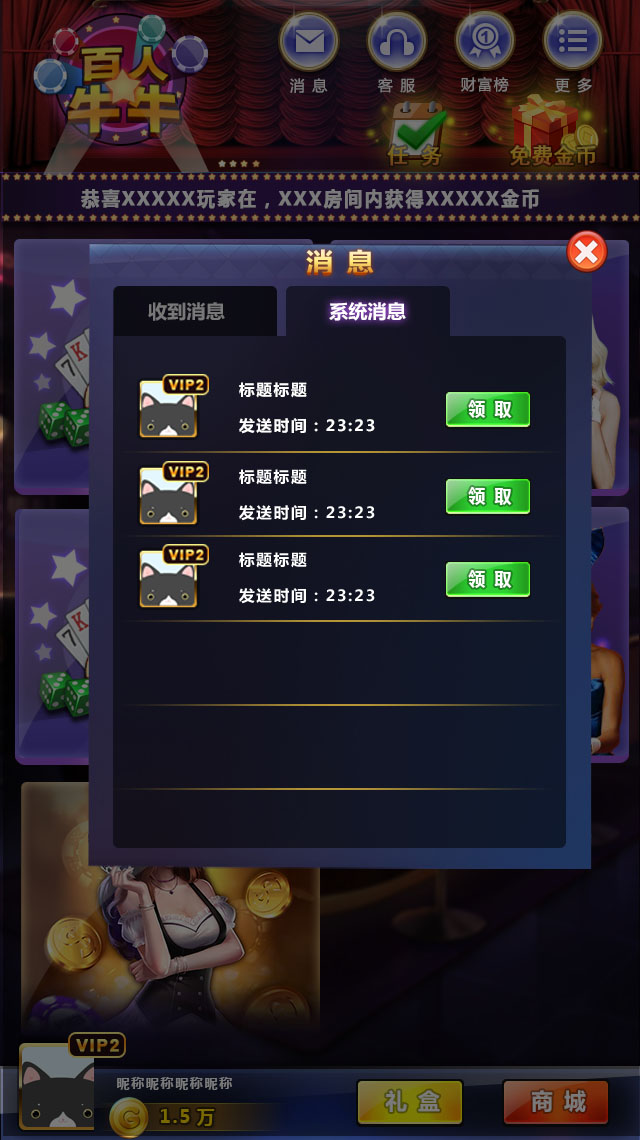 百人
牛牛
消息
客服
财富榜
更多
任务
免费金币
恭喜XXXXX玩家在，XXX房间内获得XXXXX金币
消息
收到消息
系统消息
VIP2
标题标题
发送时间：23:23
领取
VIP2
标题标题
发送时间：23:23
领取
VIP2
标题标题
发送时间：23:23
领取
7
K
7
K
VIP2
昵称昵称昵称昵称
G
1.5万
礼盒
商城